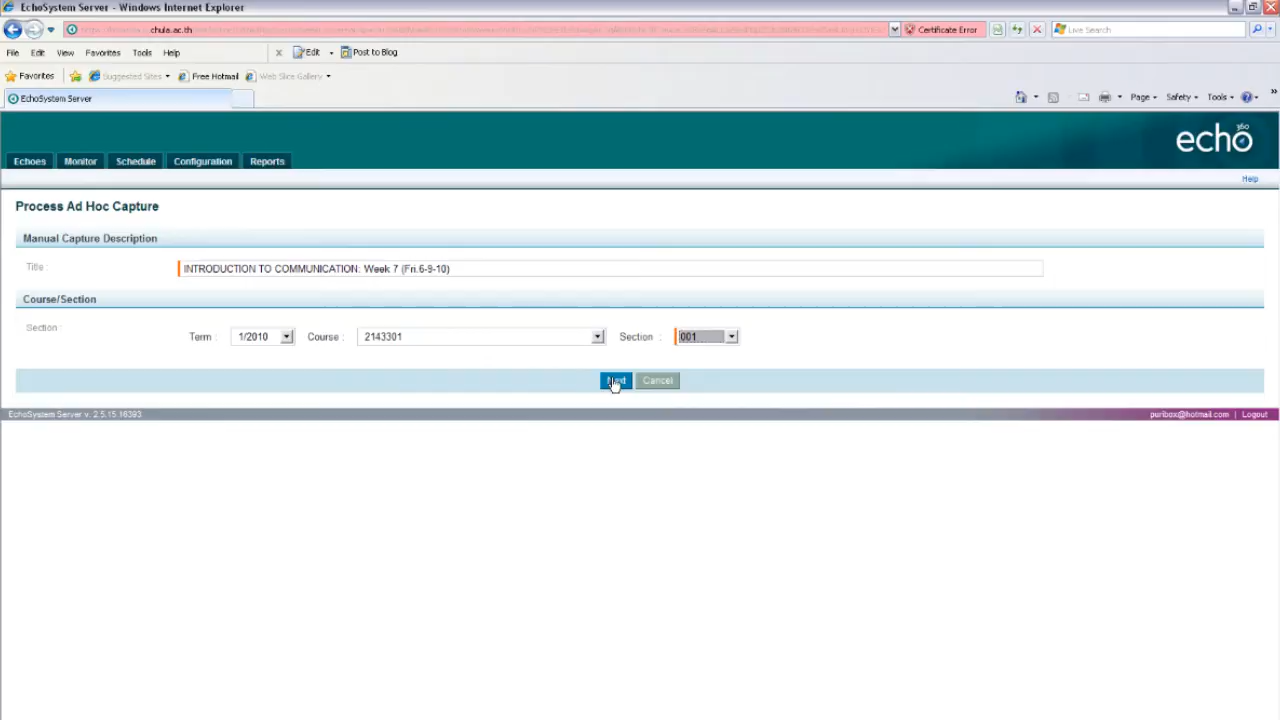 EchoSystem Server - Windows Internet Explorer
chula.ac.th
Certificate Error
Live Search
File Edit View Favorites Tools Help
x Edit Post to Blog
Favorites Suggested Sites Free Hotmail Web Slice Gallery
EchoSystem Server
Page Safety Tools
echo360
Echoes Monitor Schedule Configuration Reports
Help
Process Ad Hoc Capture
Manual Capture Description
Title :
INTRODUCTION TO COMMUNICATION: Week 7 (Fri.6-9-10)
Course/Section
Section :
Term : 1/2010 Course : 2143301 Section : 001
Next Cancel
EchoSystem Server v. 2.5.15.16393
puribox@hotmail.com | Logout